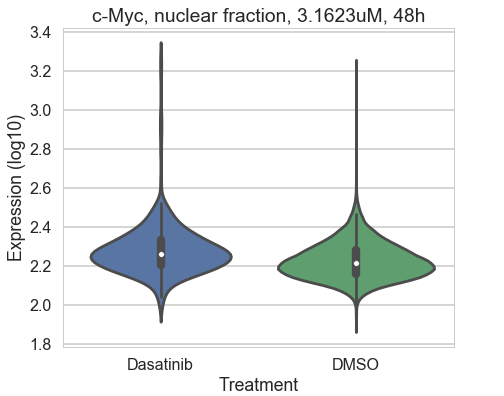 c-Myc, nuclear fraction, 3.1623uM, 48h
3.4
3.2
3.0
2.8
2.6
2.4
2.2
2.0
1.8
Expression (log10)
Dasatinib
DMSO
Treatment